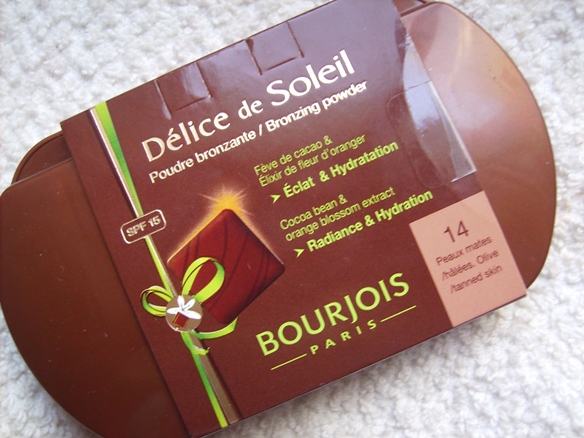 Délice de Soleil
Poudre bronzante / Bronzing powder
Fève de cacao &
Élixir de fleur d'oranger
➤ Éclat & Hydratation
Cocoa bean &
orange blossom extract
➤ Radiance & Hydration
SPF 15
14
Peaux mates
/hâlées. Olive
/tanned skin
BOURJOIS
PARIS